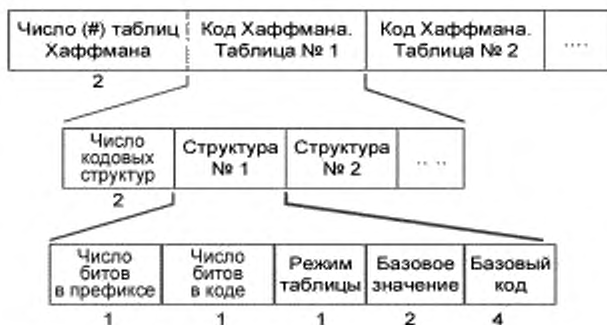 Число (#) таблиц Хаффмана
Код Хаффмана. Таблица № 1
Код Хаффмана. Таблица № 2
....
2
Число кодовых структур
Структура № 1
Структура № 2
.. ..
2
Число битов в префиксе
Число битов в коде
Режим таблицы
Базовое значение
Базовый код
1
1
1
2
4